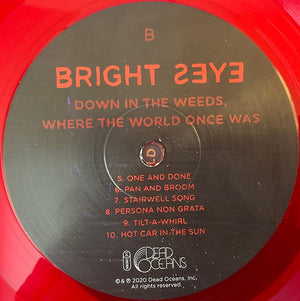 B
BRIGHT EYES
DOWN IN THE WEEDS,
WHERE THE WORLD ONCE WAS
5. ONE AND DONE
6. PAN AND BROOM
7. STAIRWELL SONG
8. PERSONA NON GRATA
9. TILT-A-WHIRL
10. HOT CAR IN THE SUN
DEAD
OCEANS
℗ & © 2020 Dead Oceans, Inc.
All rights reserved.